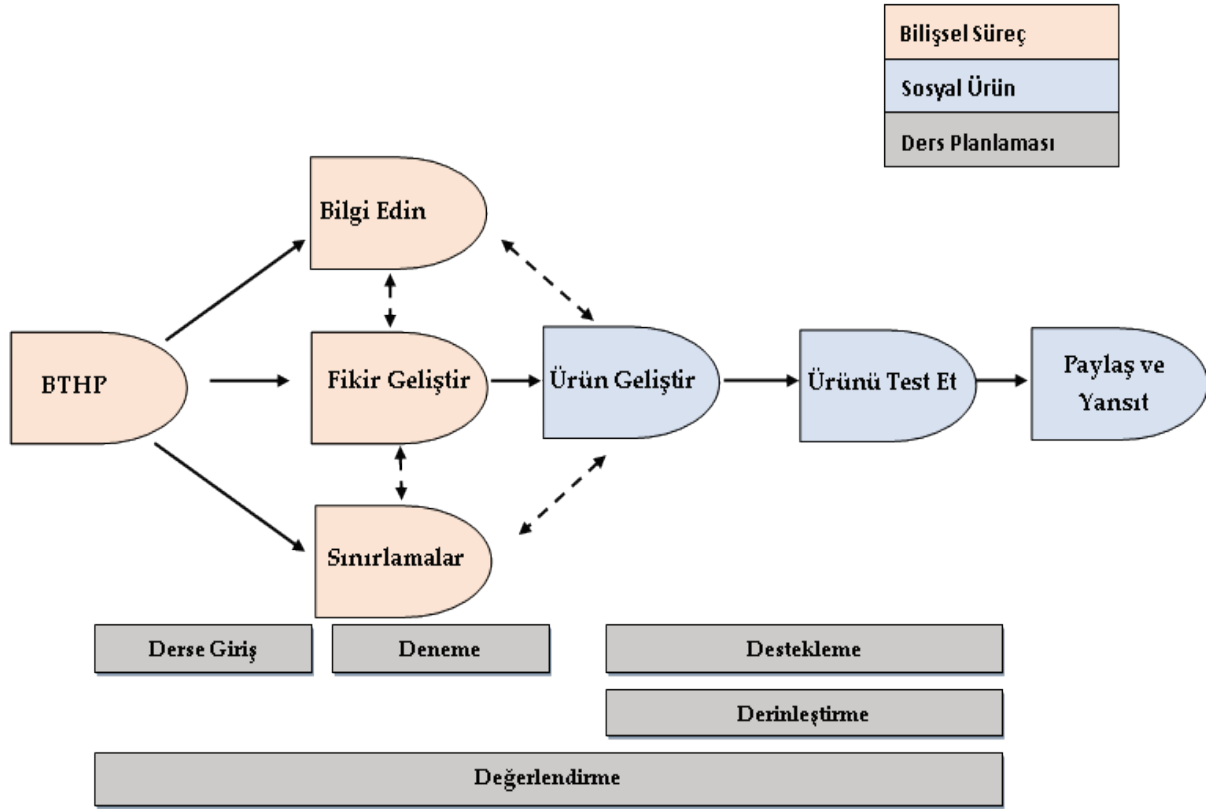 Bilişsel Süreç
Sosyal Ürün
Ders Planlaması
Bilgi Edin
BTHP
Fikir Geliştir
Ürün Geliştir
Ürünü Test Et
Paylaş ve
Yansıt
Sınırlamalar
Derse Giriş
Deneme
Destekleme
Derinleştirme
Değerlendirme